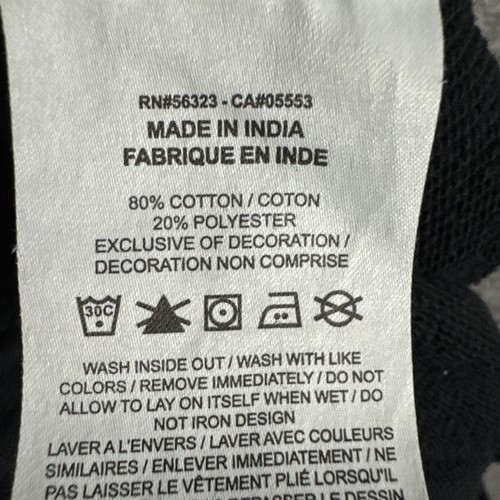 RN#56323 - CA#05553
MADE IN INDIA
FABRIQUE EN INDE
80% COTTON / COTON
20% POLYESTER
EXCLUSIVE OF DECORATION /
DECORATION NON COMPRISE
30C
WASH INSIDE OUT / WASH WITH LIKE
COLORS / REMOVE IMMEDIATELY / DO NOT
ALLOW TO LAY ON ITSELF WHEN WET / DO
NOT IRON DESIGN
LAVER A L'ENVERS / LAVER AVEC COULEURS
SIMILAIRES / ENLEVER IMMEDIATEMENT / NE
PAS LAISSER LE VÊTEMENT PLIÉ LORSQU'IL
REPASSER LE DESSIN